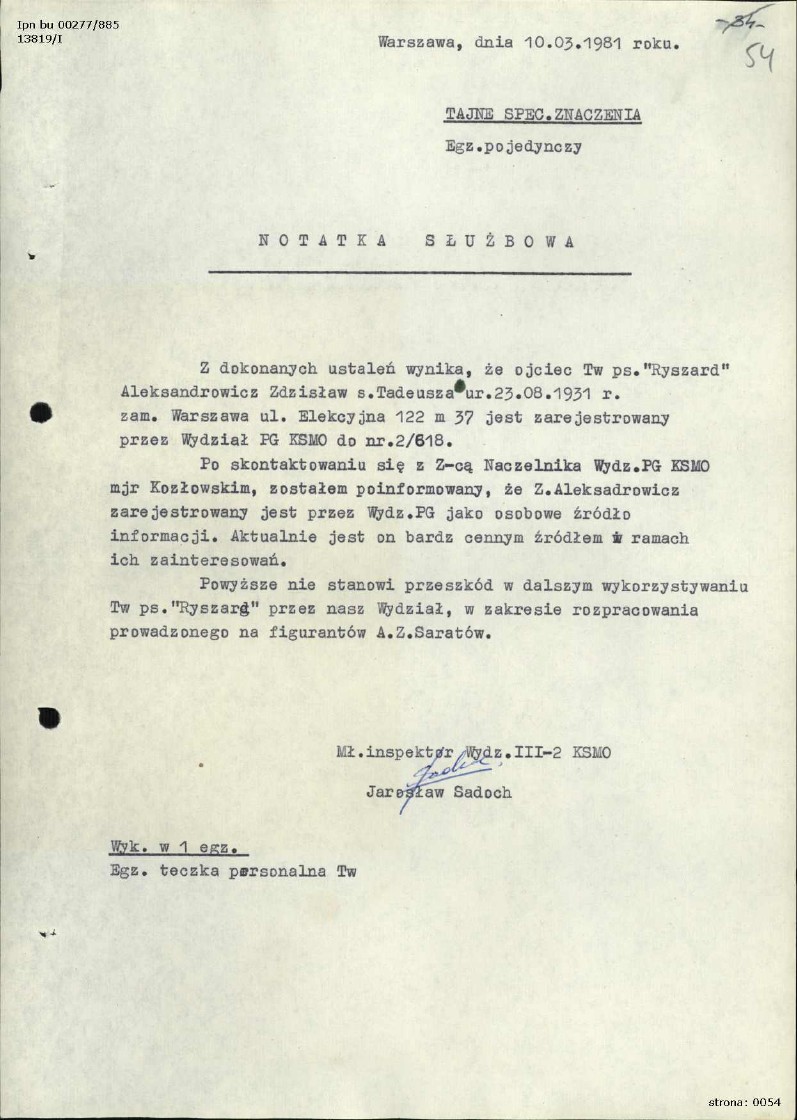 Ipn bu 00277/885
13819/I
Warszawa, dnia 10.03.1981 roku.
54
TAJNE SPEC.ZNACZENIA
Egz.pojedynczy
NOTATKA SŁUŻBOWA
Z dokonanych ustaleń wynika, że ojciec Tw ps."Ryszard"
Aleksandrowicz Zdzisław s.Tadeusza ur.23.08.1931 r.
zam. Warszawa ul. Elekcyjna 122 m 37 jest zarejestrowany
przez Wydział PG KSMO do nr.2/618.
Po skontaktowaniu się z Z-cą Naczelnika Wydz.PG KSMO
mjr Kozłowskim, zostałem poinformowany, że Z.Aleksadrowicz
zarejestrowany jest przez Wydz.PG jako osobowe źródło
informacji. Aktualnie jest on bardz cennym źródłem w ramach
ich zainteresowań.
Powyższe nie stanowi przeszkód w dalszym wykorzystywaniu
Tw ps."Ryszard" przez nasz Wydział, w zakresie rozpracowania
prowadzonego na figurantów A.Z.Saratów.
Mł.inspektor Wydz.III-2 KSMO
Jarosław Sadoch
Wyk. w 1 egz.
Egz. teczka personalna Tw
strona: 0054